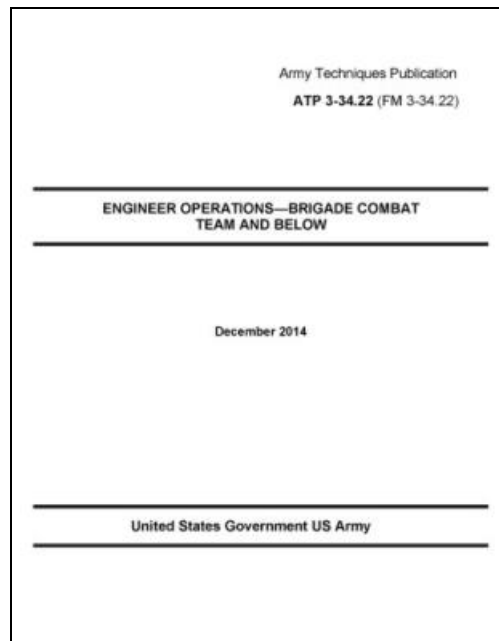 Army Techniques Publication
ATP 3-34.22 (FM 3-34.22)
ENGINEER OPERATIONS—BRIGADE COMBAT
TEAM AND BELOW
December 2014
United States Government US Army